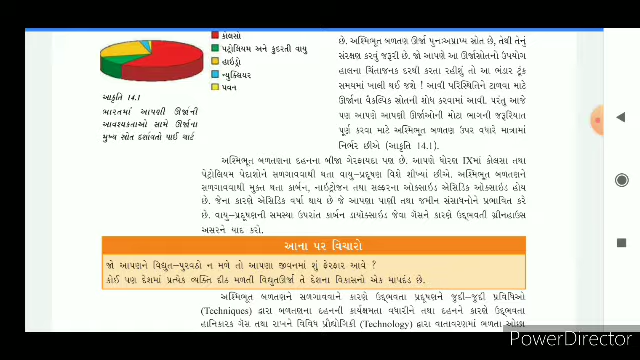 કોલસા
પેટ્રોલિયમ અને કુદરતી વાયુ
હાઇડ્રો
ન્યુક્લિયર
પવન
આકૃતિ 14.1
ભારતમાં આપણી ઊર્જાની
આવશ્યકતાઓ સામે ઊર્જાના
મુખ્ય સ્રોત દર્શાવતો પાઈ ચાર્ટ
છે. અશ્મિભૂત બળતણ ઊર્જા પુનઃઅપ્રાપ્ય સ્રોત છે, તેથી તેનું
સંરક્ષણ કરવું જરૂરી છે. જો આપણે આ ઊર્જાસ્રોતનો ઉપયોગ
હાલના ચિંતાજનક દરથી કરતા રહીશું તો આ ભંડાર ટૂંક
સમયમાં ખાલી થઈ જશે ! આવી પરિસ્થિતિને ટાળવા માટે
ઊર્જાના વૈકલ્પિક સ્રોતની શોધ કરવામાં આવી. પરંતુ આજે
પણ આપણે આપણી ઊર્જાઓની મોટા ભાગની જરૂરિયાત
પૂર્ણ કરવા માટે અશ્મિભૂત બળતણ ઉપર વધારે માત્રામાં
નિર્ભર છીએ (આકૃતિ 14.1).
અશ્મિભૂત બળતણના દહનના બીજા ગેરફાયદા પણ છે. આપણે ધોરણ IXમાં કોલસા તથા
પેટ્રોલિયમ પેદાશોને સળગાવવાથી થતા વાયુ-પ્રદૂષણ વિશે શીખ્યાં છીએ. અશ્મિભૂત બળતણને
સળગાવવાથી મુક્ત થતા કાર્બન, નાઇટ્રોજન તથા સલ્ફરના ઑક્સાઇડ ઍસિટિક ઑક્સાઇડ હોય
છે. જેના કારણે ઍસિટિક વર્ષા થાય છે જે આપણા પાણી તથા જમીન સંસાધનોને પ્રભાવિત કરે
છે. વાયુ-પ્રદૂષણની સમસ્યા ઉપરાંત કાર્બન ડાયૉક્સાઇડ જેવા ગૅસને કારણે ઉદ્ભવતી ગ્રીનહાઉસ
અસરને યાદ કરો.
આના પર વિચારો
જો આપણને વિદ્યુત-પુરવઠો ન મળે તો આપણા જીવનમાં શું ફેરફાર આવે ?
કોઈ પણ દેશમાં પ્રત્યેક વ્યક્તિ દીઠ મળતી વિદ્યુતઊર્જા તે દેશના વિકાસનો એક માપદંડ છે.
અશ્મિભૂત બળતણને સળગાવવાને કારણે ઉદ્ભવતા પ્રદૂષણને જુદી-જુદી પ્રવિધિઓ
(Techniques) દ્વારા બળતણના દહનની કાર્યક્ષમતા વધારીને તથા દહનને કારણે ઉદ્ભવતા
હાનિકારક ગૅસ તથા રાખને વિવિધ પ્રૌદ્યોગિકી (Technology) દ્વારા વાતાવરણમાં ભળતા ઓછા
PowerDirector